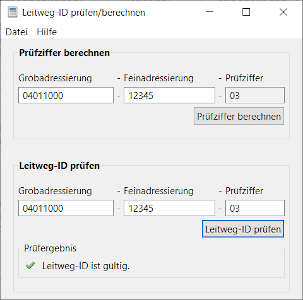 Leitweg-ID prüfen/berechnen
Datei Hilfe
Prüfziffer berechnen
Grobadressierung - Feinadressierung - Prüfziffer
04011000 - 12345 - 03
Prüfziffer berechnen
Leitweg-ID prüfen
Grobadressierung - Feinadressierung - Prüfziffer
04011000 - 12345 - 03
Leitweg-ID prüfen
Prüfergebnis
Leitweg-ID ist gültig.